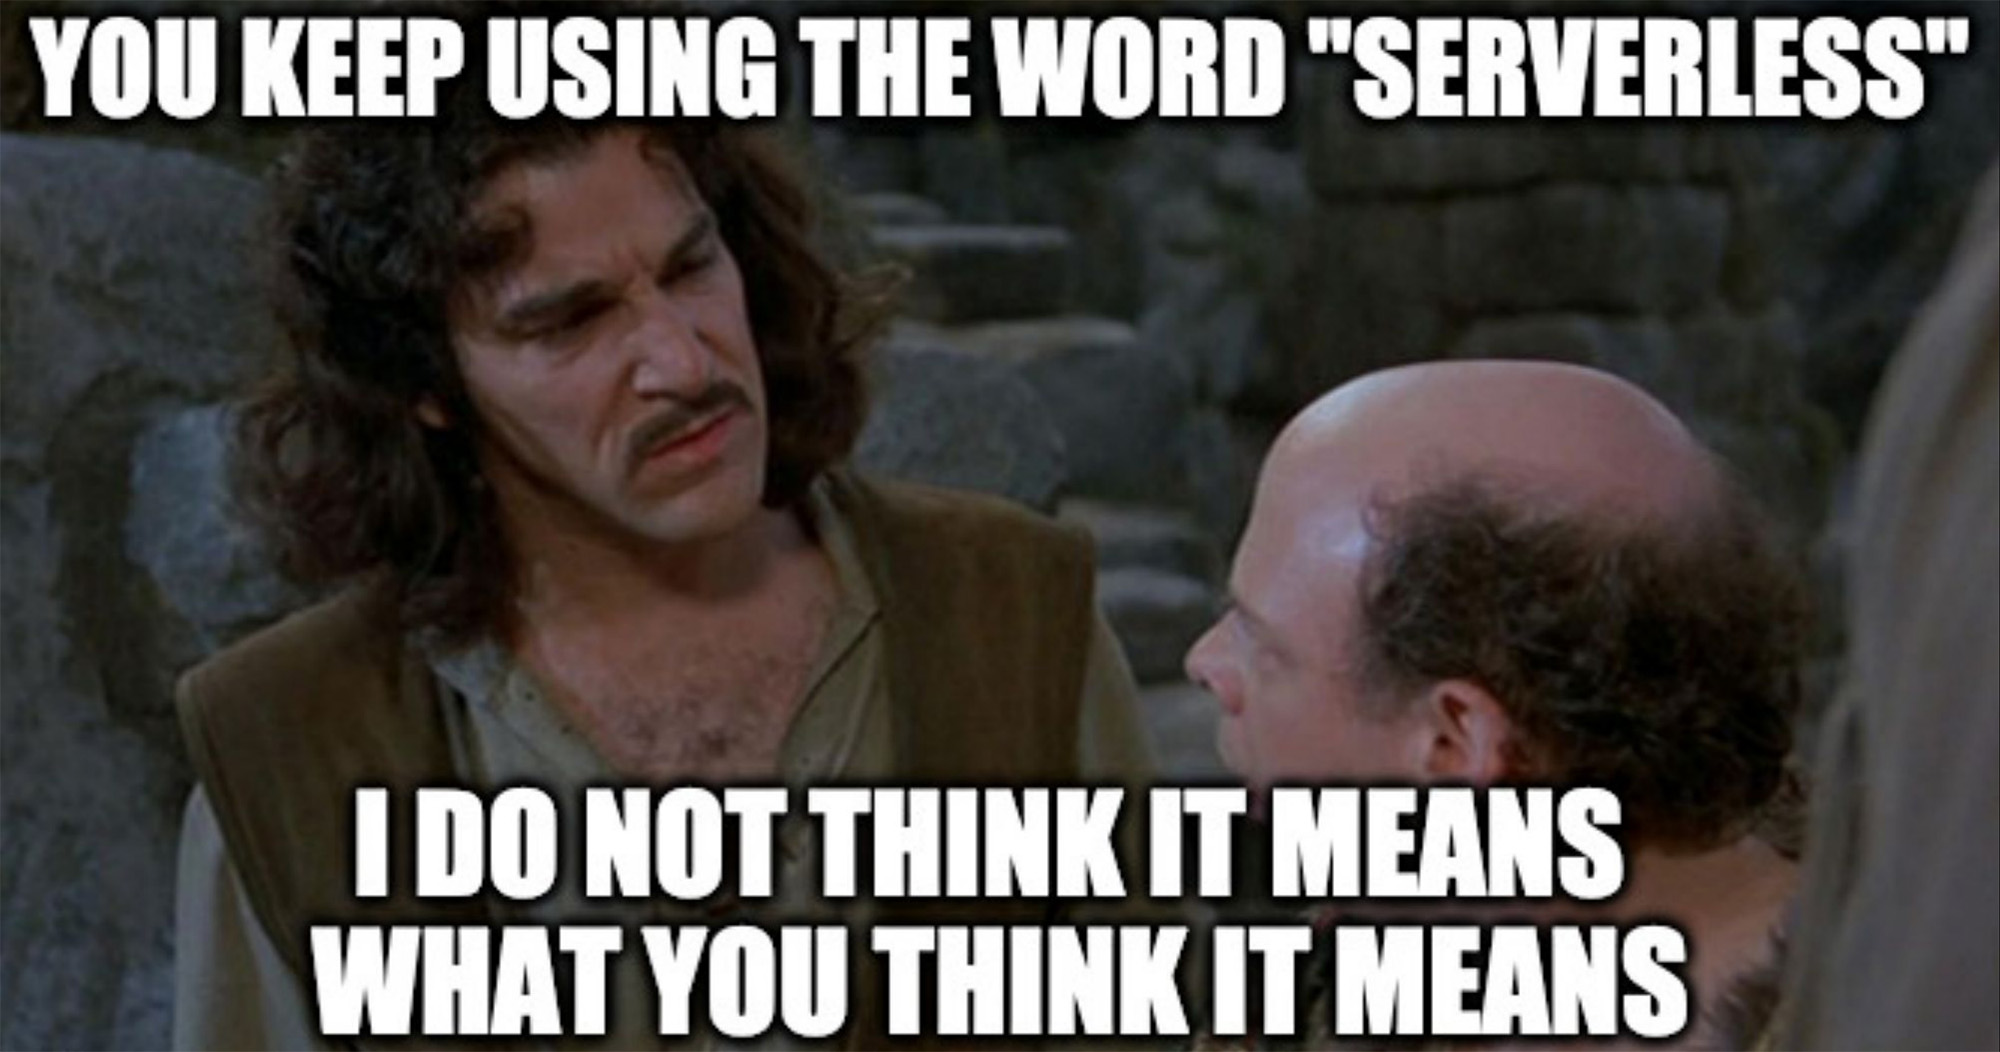 YOU KEEP USING THE WORD "SERVERLESS"
I DO NOT THINK IT MEANS
WHAT YOU THINK IT MEANS